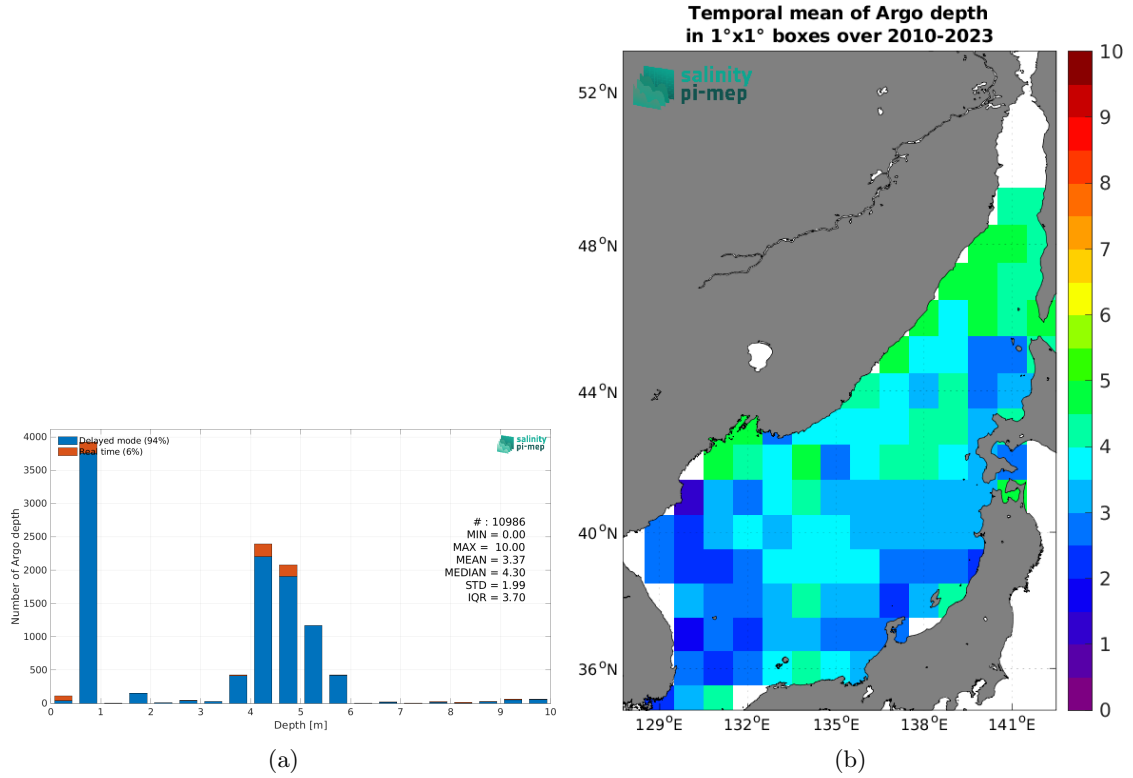 Temporal mean of Argo depth
in 1°x1° boxes over 2010-2023
salinity
pi-mep
52°N
48°N
44°N
40°N
36°N
129°E
132°E
135°E
138°E
141°E
10
9
8
7
6
5
4
3
2
1
0
Delayed mode (94%)
Real time (6%)
salinity
pi-mep
# : 10986
MIN = 0.00
MAX = 10.00
MEAN = 3.37
MEDIAN = 4.30
STD = 1.99
IQR = 3.70
Number of Argo depth
4000
3500
3000
2500
2000
1500
1000
500
0
0
1
2
3
4
5
6
7
8
9
10
Depth [m]
(a)
(b)